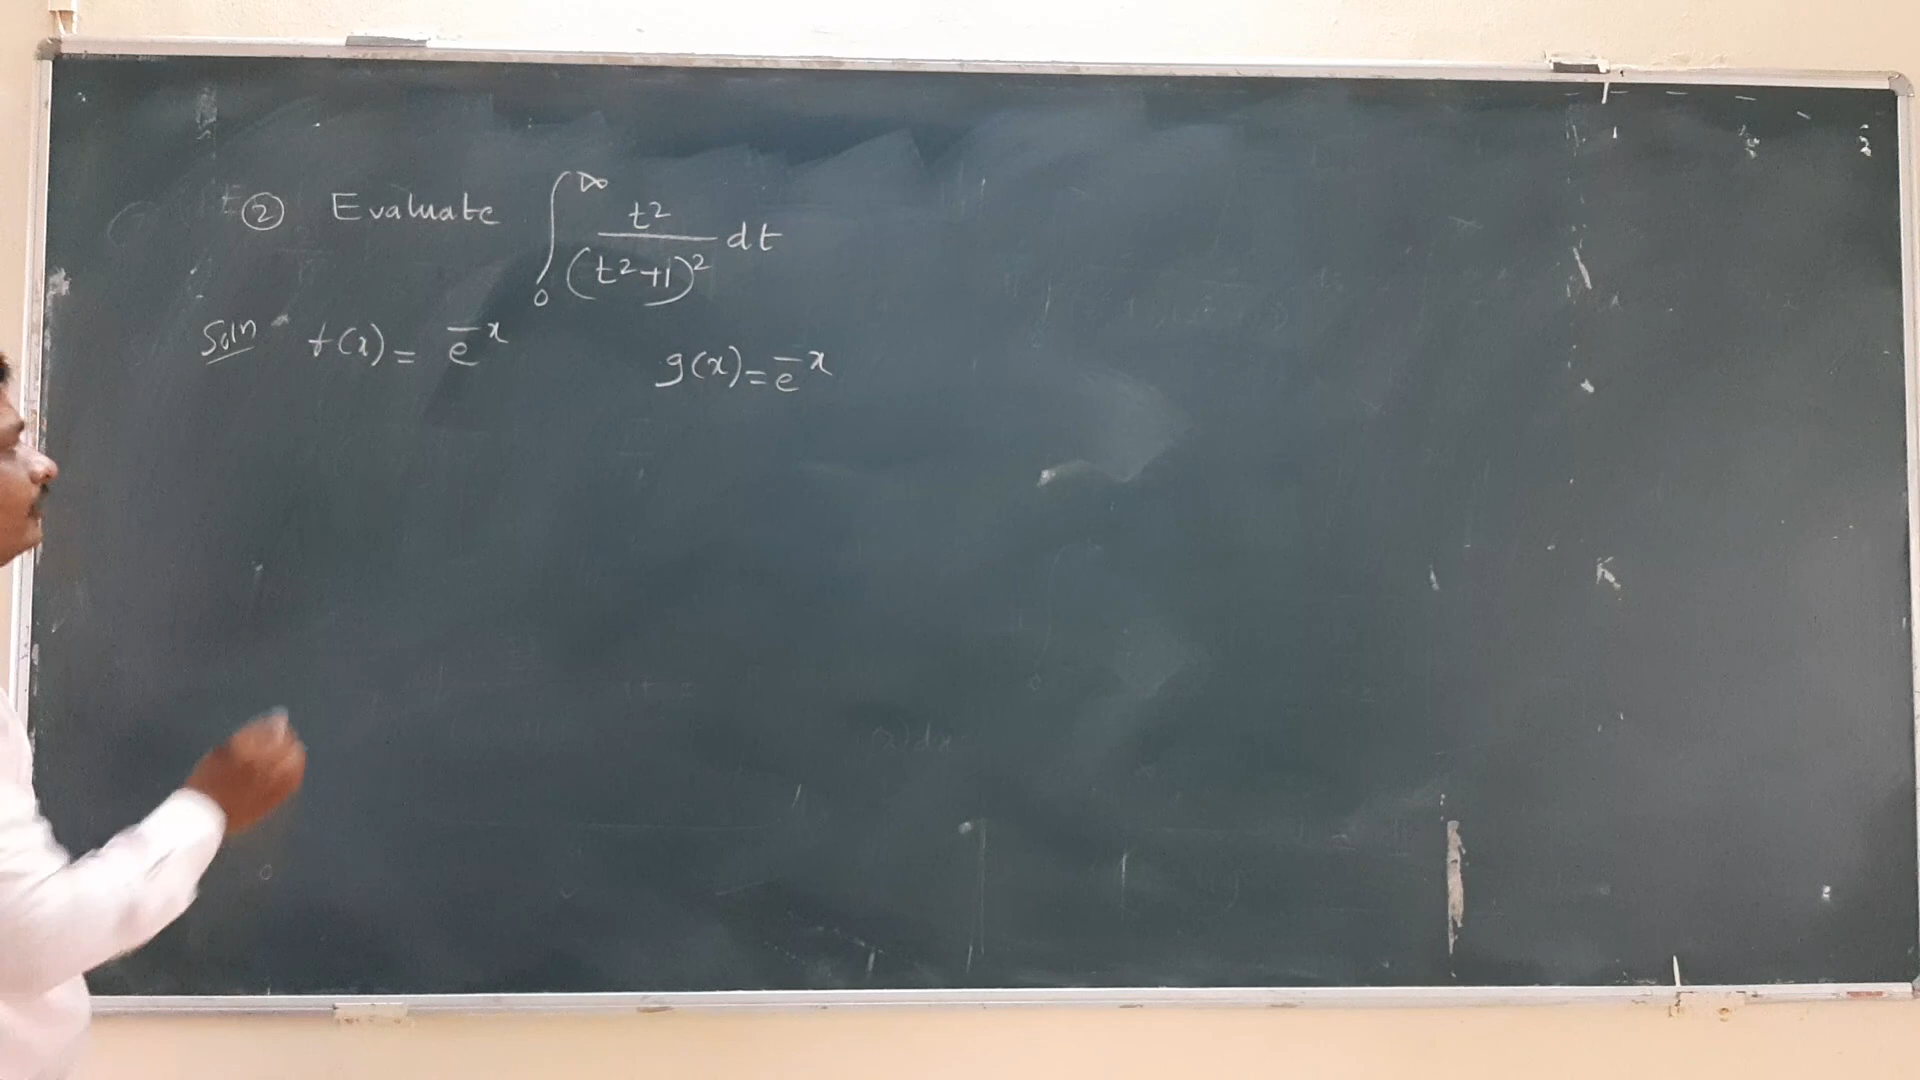 ② Evaluate ∫₀^∞ t²/(t²+1)² dt
Soln f(x) = e^-x g(x) = e^-x